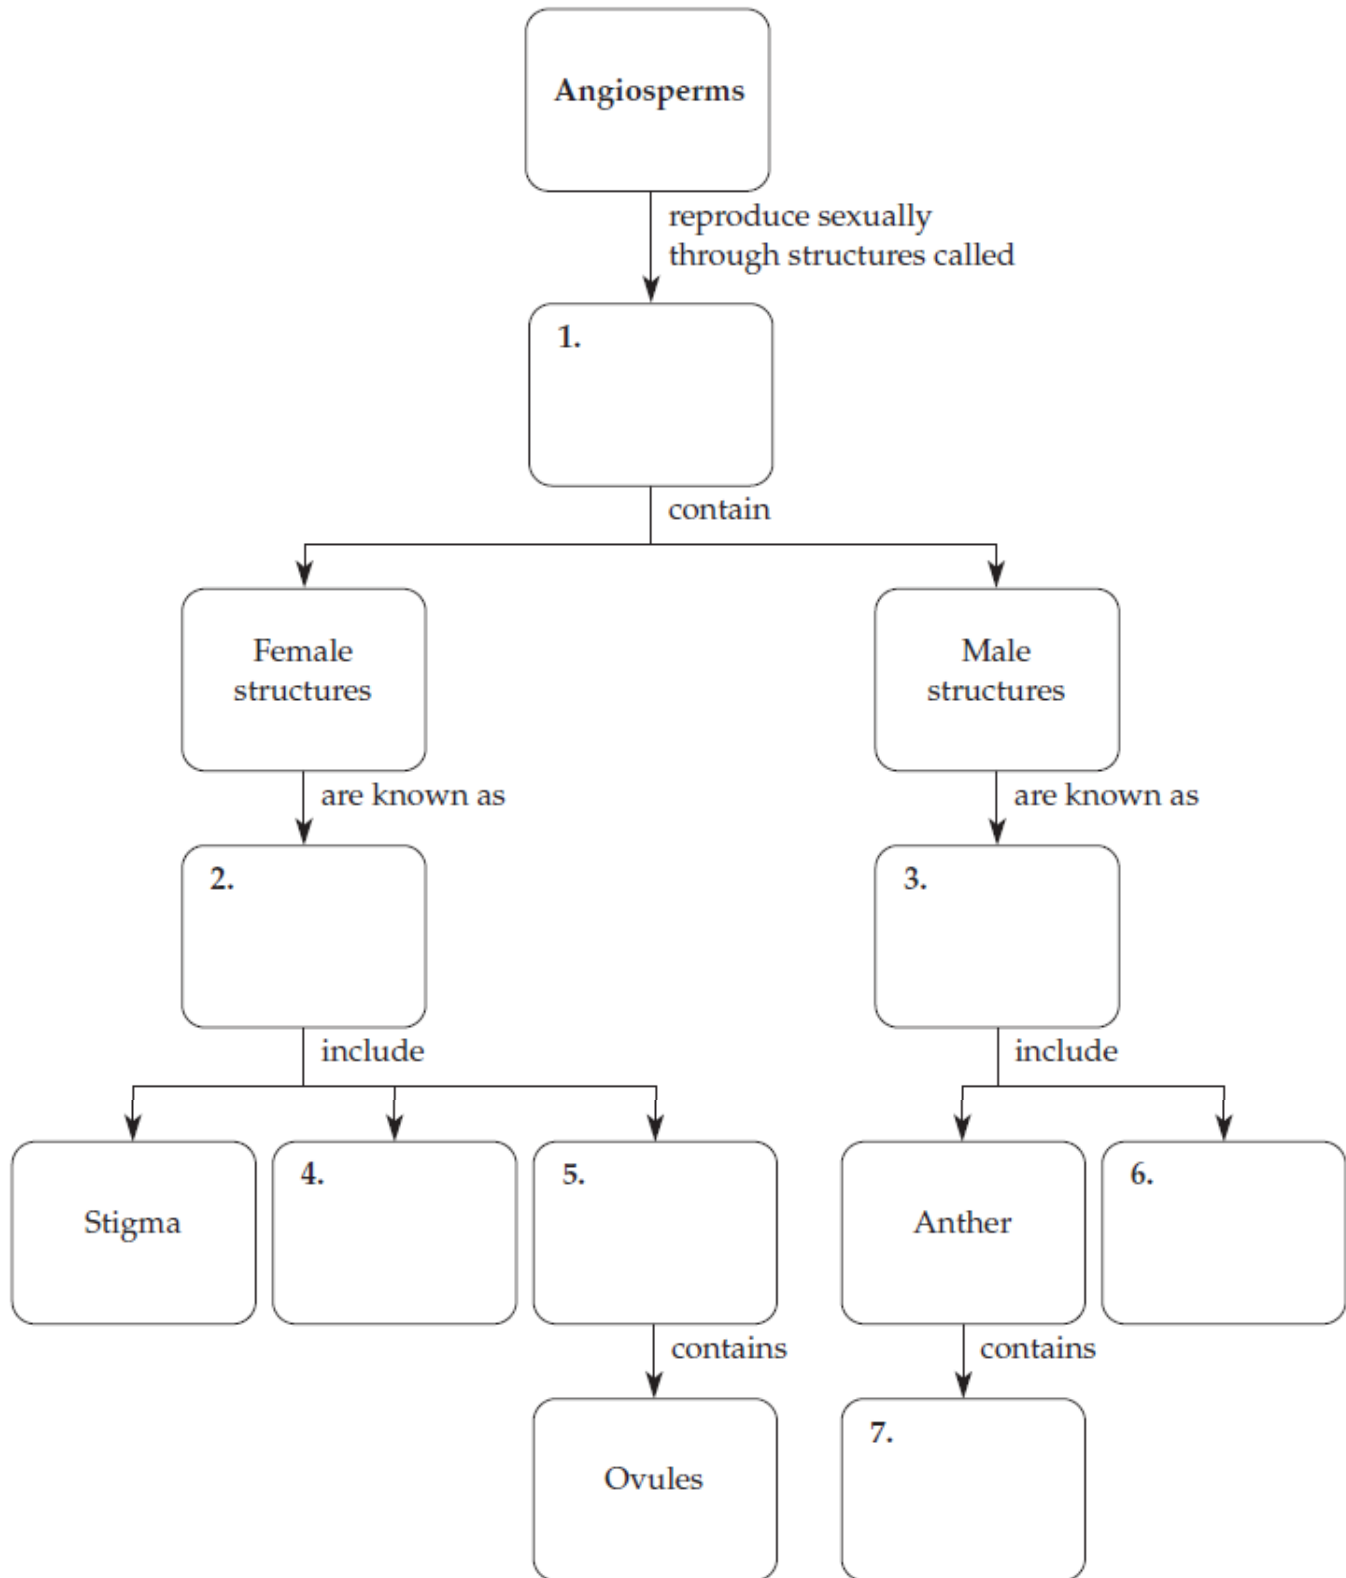 Angiosperms
reproduce sexually
through structures called
1.
contain
Female
structures
Male
structures
are known as
are known as
2.
3.
include
include
Stigma
4.
5.
Anther
6.
contains
contains
Ovules
7.